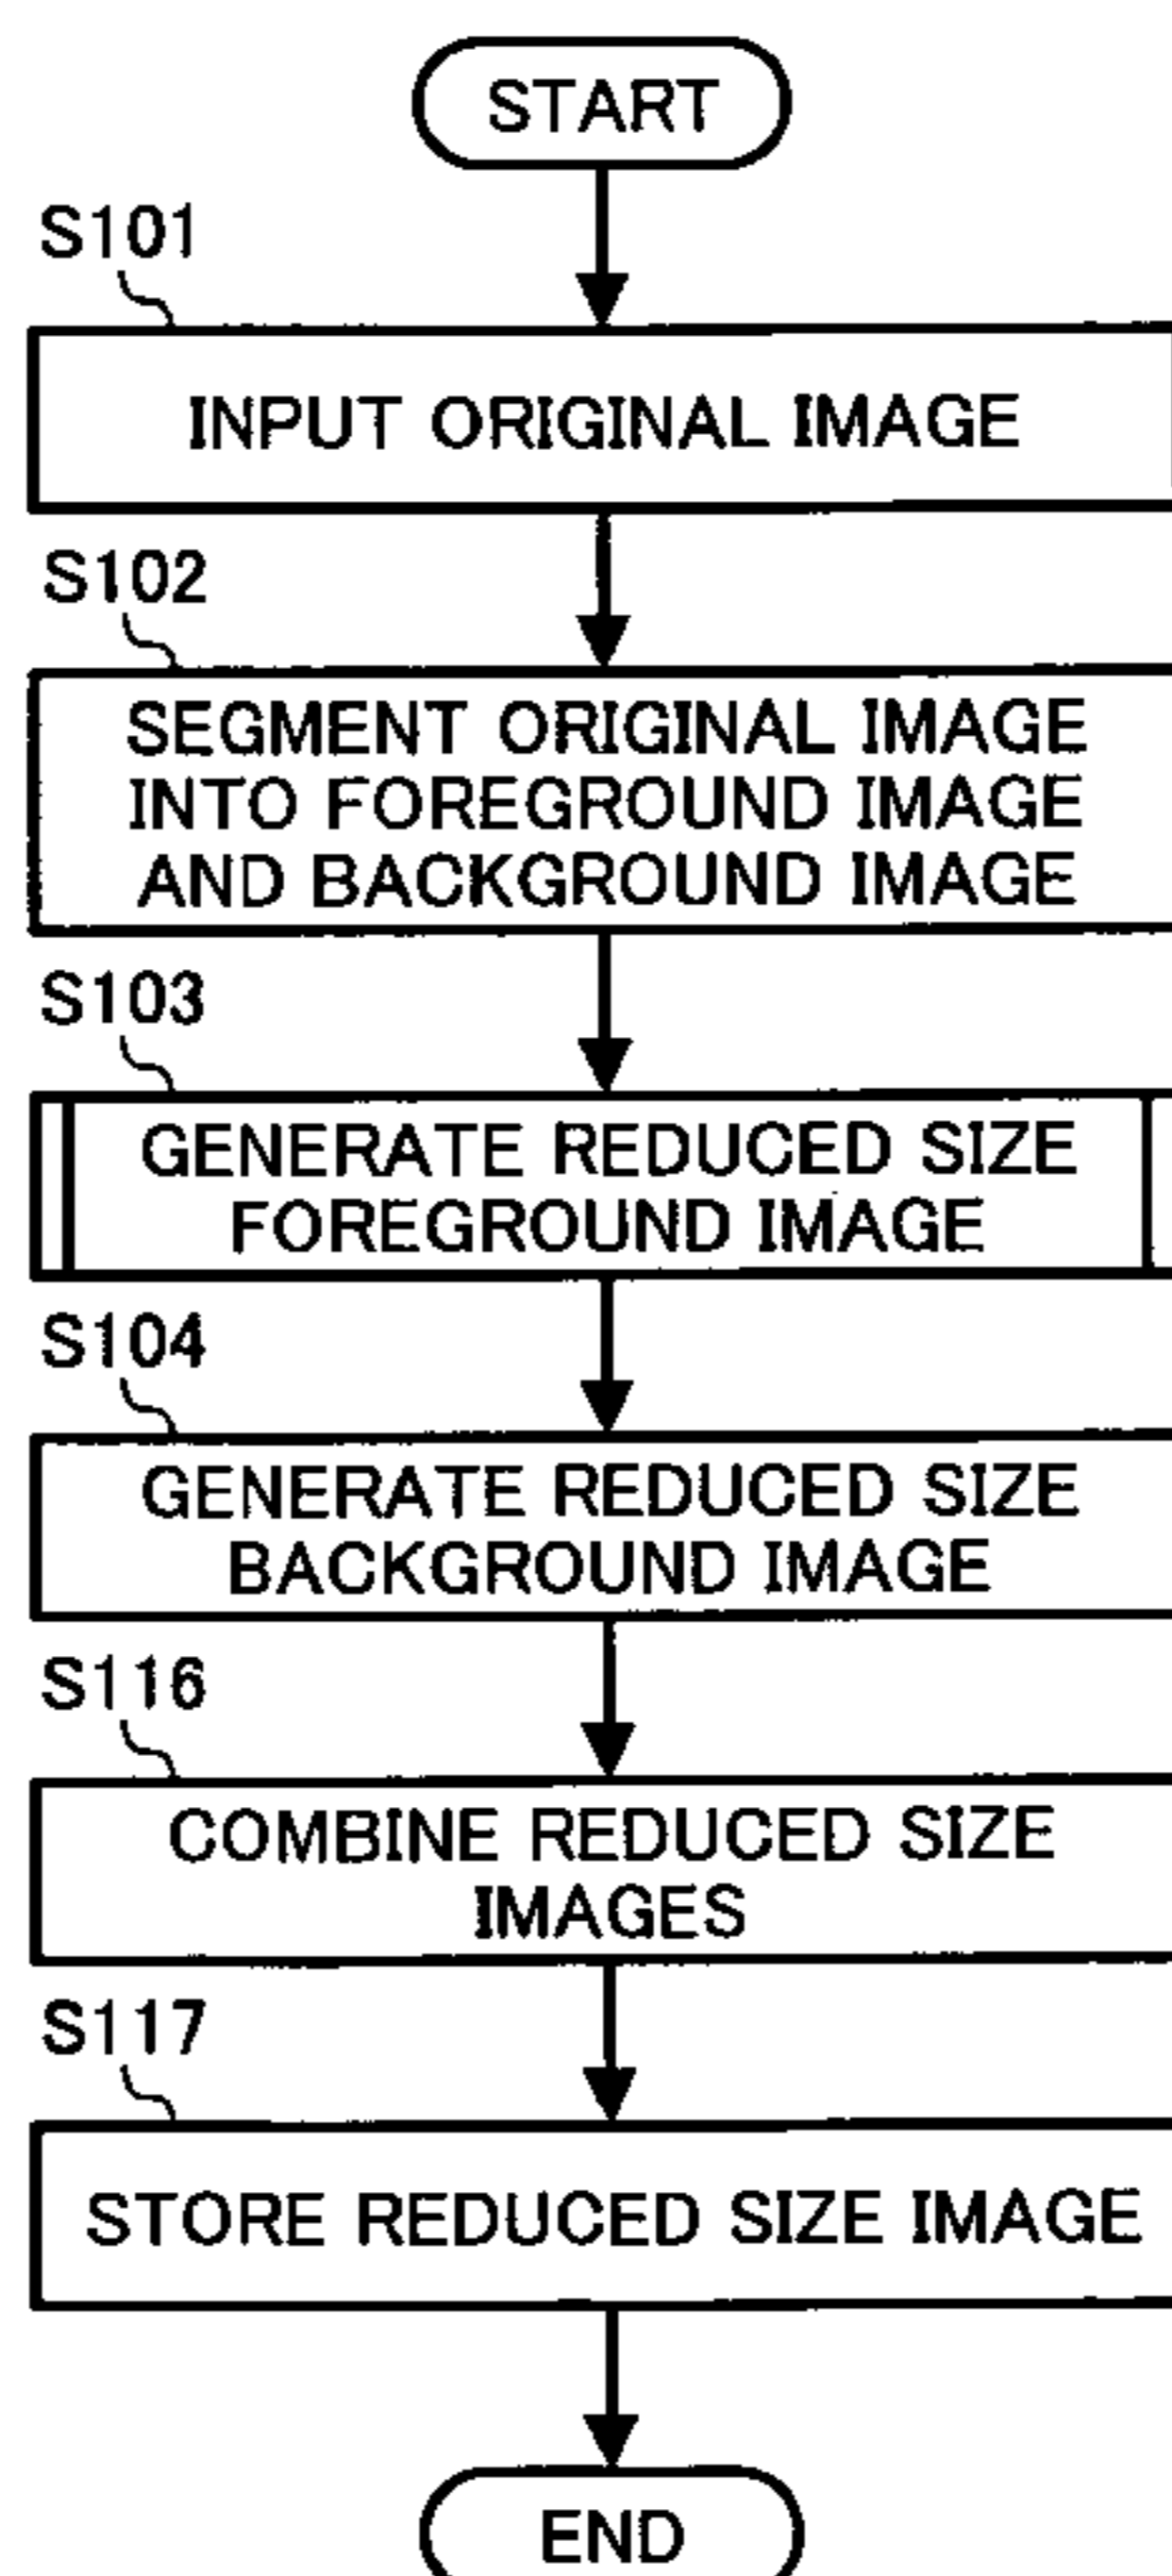 START
S101
INPUT ORIGINAL IMAGE
S102
SEGMENT ORIGINAL IMAGE
INTO FOREGROUND IMAGE
AND BACKGROUND IMAGE
S103
GENERATE REDUCED SIZE
FOREGROUND IMAGE
S104
GENERATE REDUCED SIZE
BACKGROUND IMAGE
S116
COMBINE REDUCED SIZE
IMAGES
S117
STORE REDUCED SIZE IMAGE
END